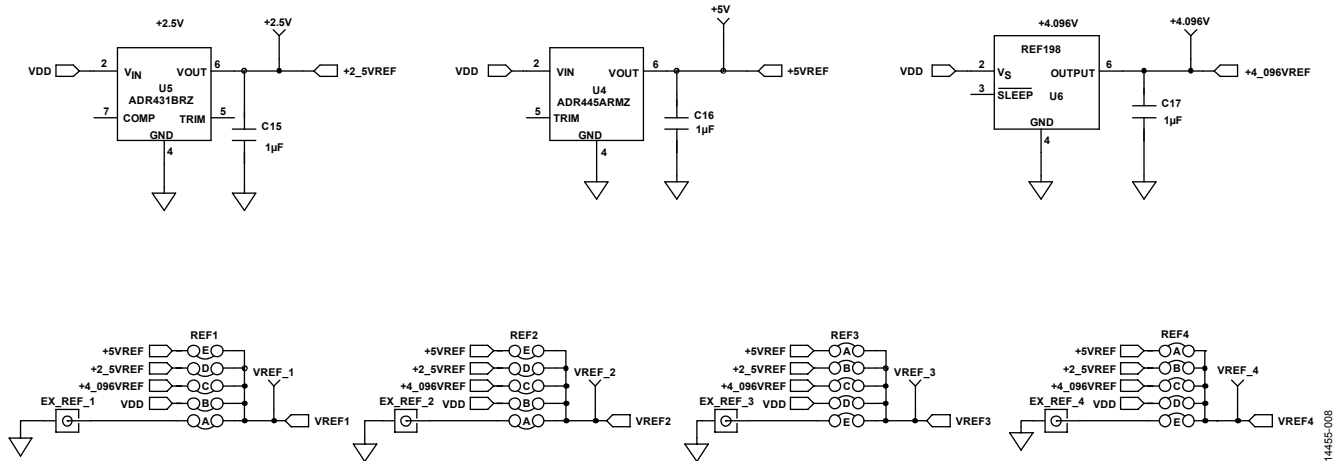 +2.5V
+2.5V
VDD
2
VIN
VOUT
6
+2_5VREF
U5
ADR431BRZ
7
COMP
TRIM
5
GND
4
C15
1µF
+5V
VDD
2
VIN
VOUT
6
+5VREF
U4
ADR445ARMZ
5
TRIM
GND
4
C16
1µF
+4.096V
+4.096V
REF198
VDD
2
VS
OUTPUT
6
+4_096VREF
3
SLEEP
U6
GND
4
C17
1µF
REF1
+5VREF
E
+2_5VREF
D
VREF_1
+4_096VREF
C
EX_REF_1
VDD
B
A
VREF1
REF2
+5VREF
E
+2_5VREF
D
VREF_2
+4_096VREF
C
EX_REF_2
VDD
B
A
VREF2
REF3
+5VREF
A
+2_5VREF
B
VREF_3
+4_096VREF
C
EX_REF_3
VDD
D
E
VREF3
REF4
+5VREF
A
+2_5VREF
B
VREF_4
+4_096VREF
C
EX_REF_4
VDD
D
E
VREF4
14455-008